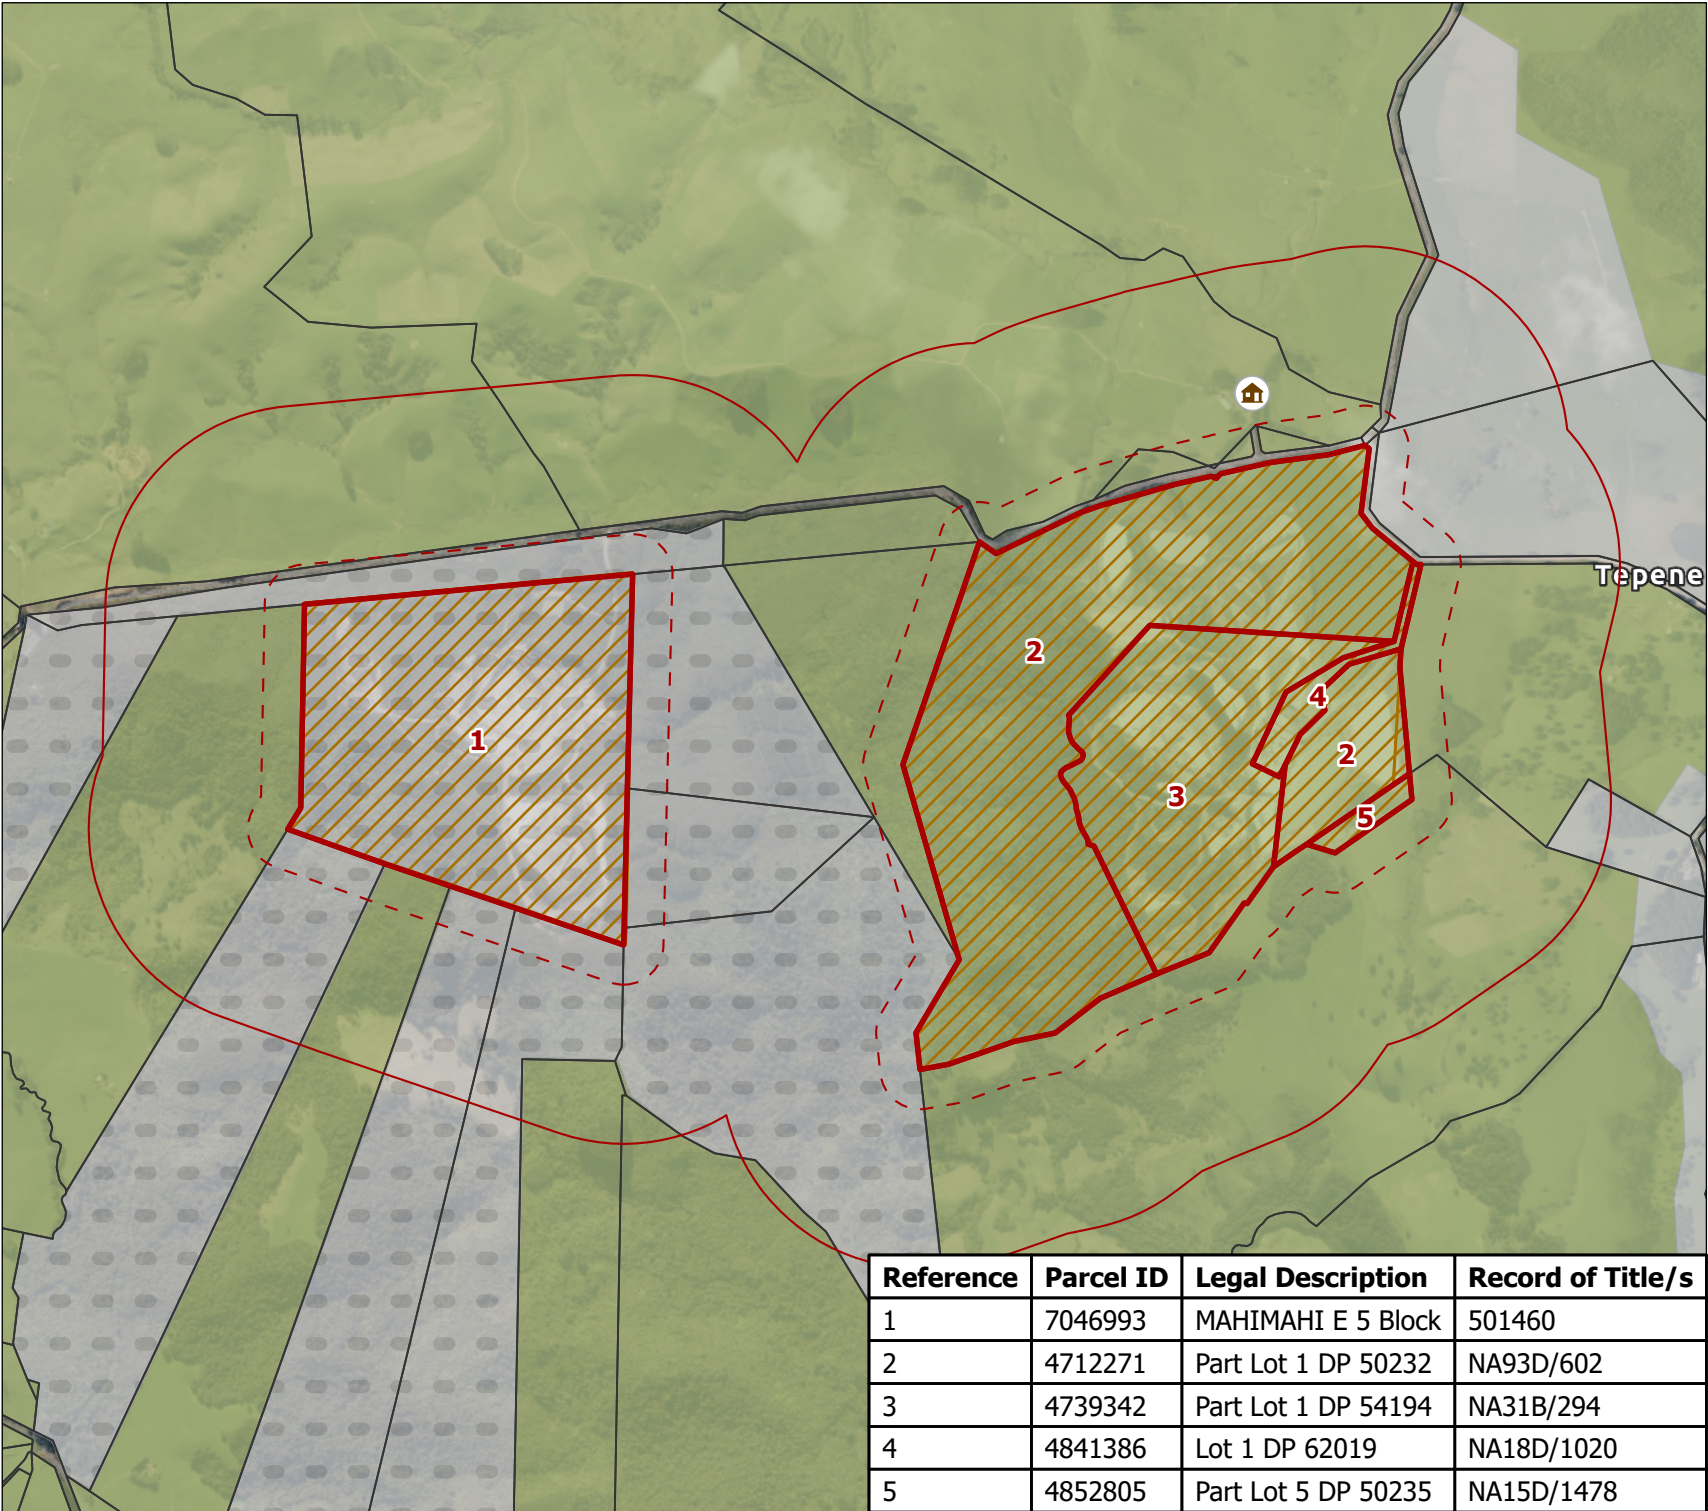 Tepene
2
4
1
2
3
5
Reference Parcel ID Legal Description Record of Title/s
1 7046993 MAHIMAHI E 5 Block 501460
2 4712271 Part Lot 1 DP 50232 NA93D/602
3 4739342 Part Lot 1 DP 54194 NA31B/294
4 4841386 Lot 1 DP 62019 NA18D/1020
5 4852805 Part Lot 5 DP 50235 NA15D/1478